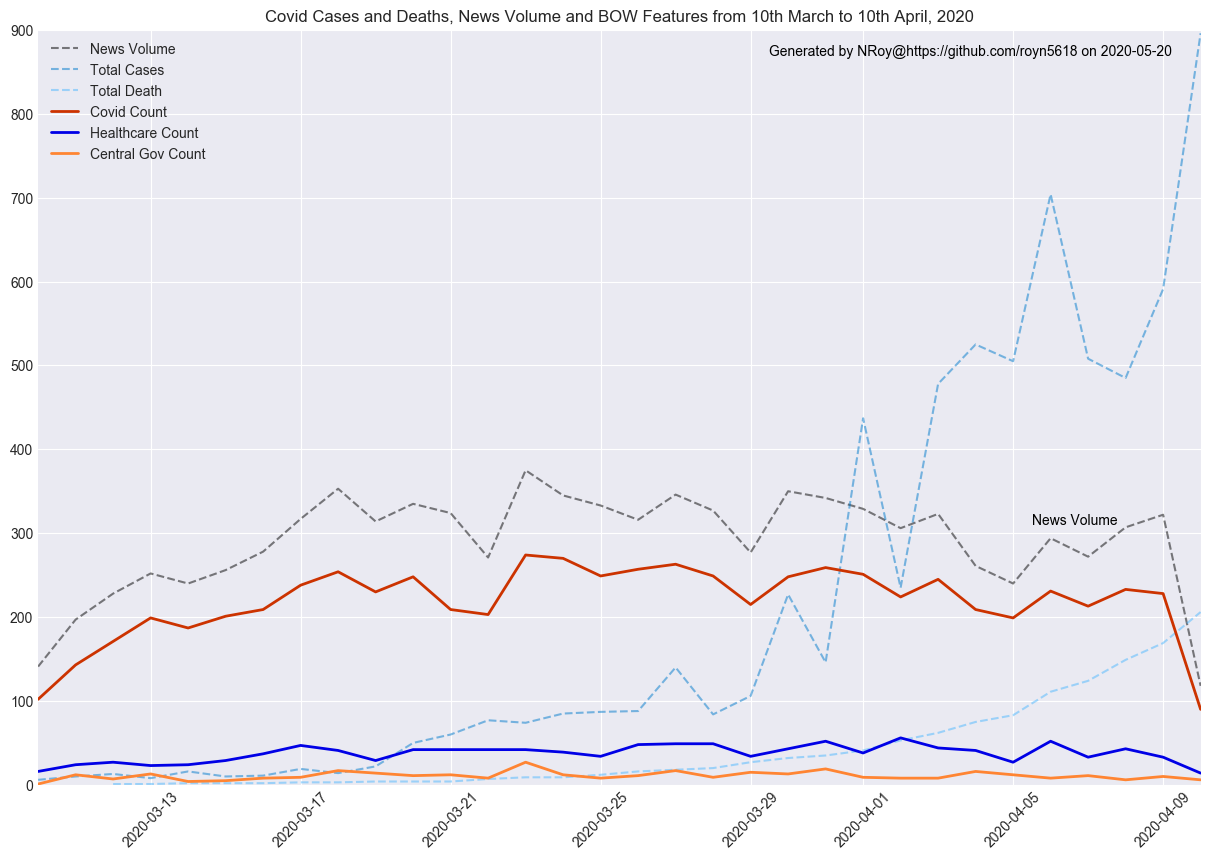 Covid Cases and Deaths, News Volume and BOW Features from 10th March to 10th April, 2020
900
800
700
600
500
400
300
200
100
0
News Volume
Total Cases
Total Death
Covid Count
Healthcare Count
Central Gov Count
Generated by NRoy@https://github.com/royn5618 on 2020-05-20
News Volume
2020-03-13
2020-03-17
2020-03-21
2020-03-25
2020-03-29
2020-04-01
2020-04-05
2020-04-09